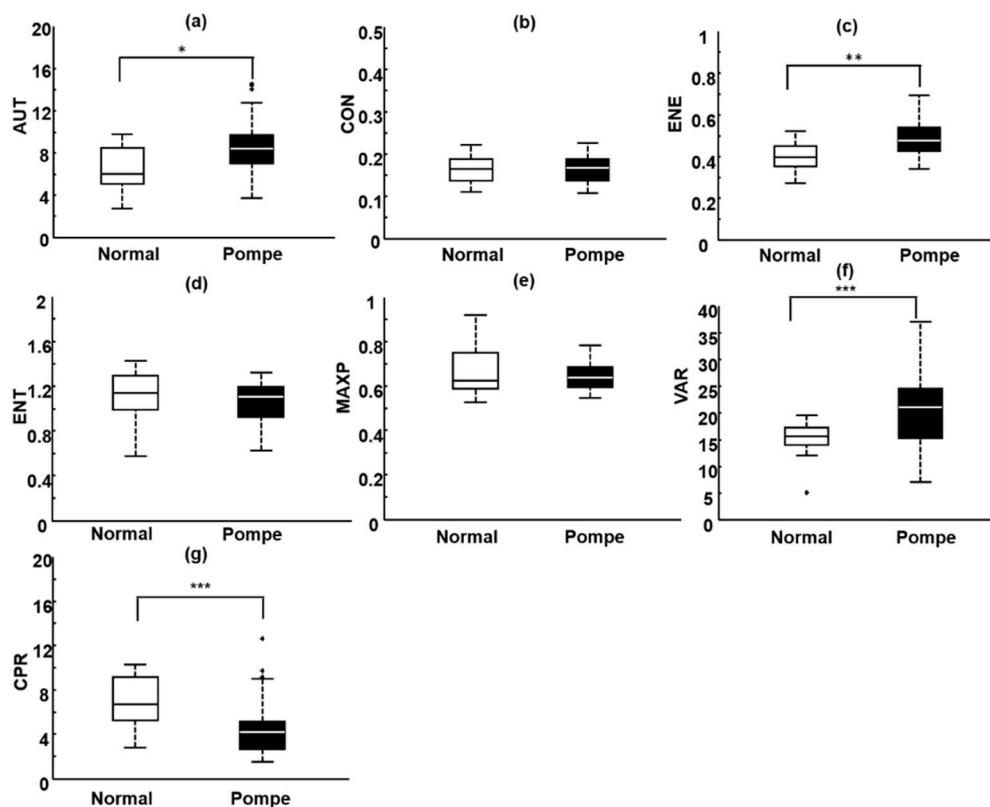 (a)
20
16
12
8
4
0
AUT
*
Normal Pompe
(b)
0.5
0.4
0.3
0.2
0.1
0
CON
Normal Pompe
(c)
1
0.8
0.6
0.4
0.2
0
ENE
**
Normal Pompe
(d)
2
1.6
1.2
0.8
0.4
0
ENT
Normal Pompe
(e)
1
0.8
0.6
0.4
0.2
0
MAXP
Normal Pompe
(f)
***
40
35
30
25
20
15
10
5
0
VAR
Normal Pompe
(g)
20
16
12
8
4
0
CPR
***
Normal Pompe